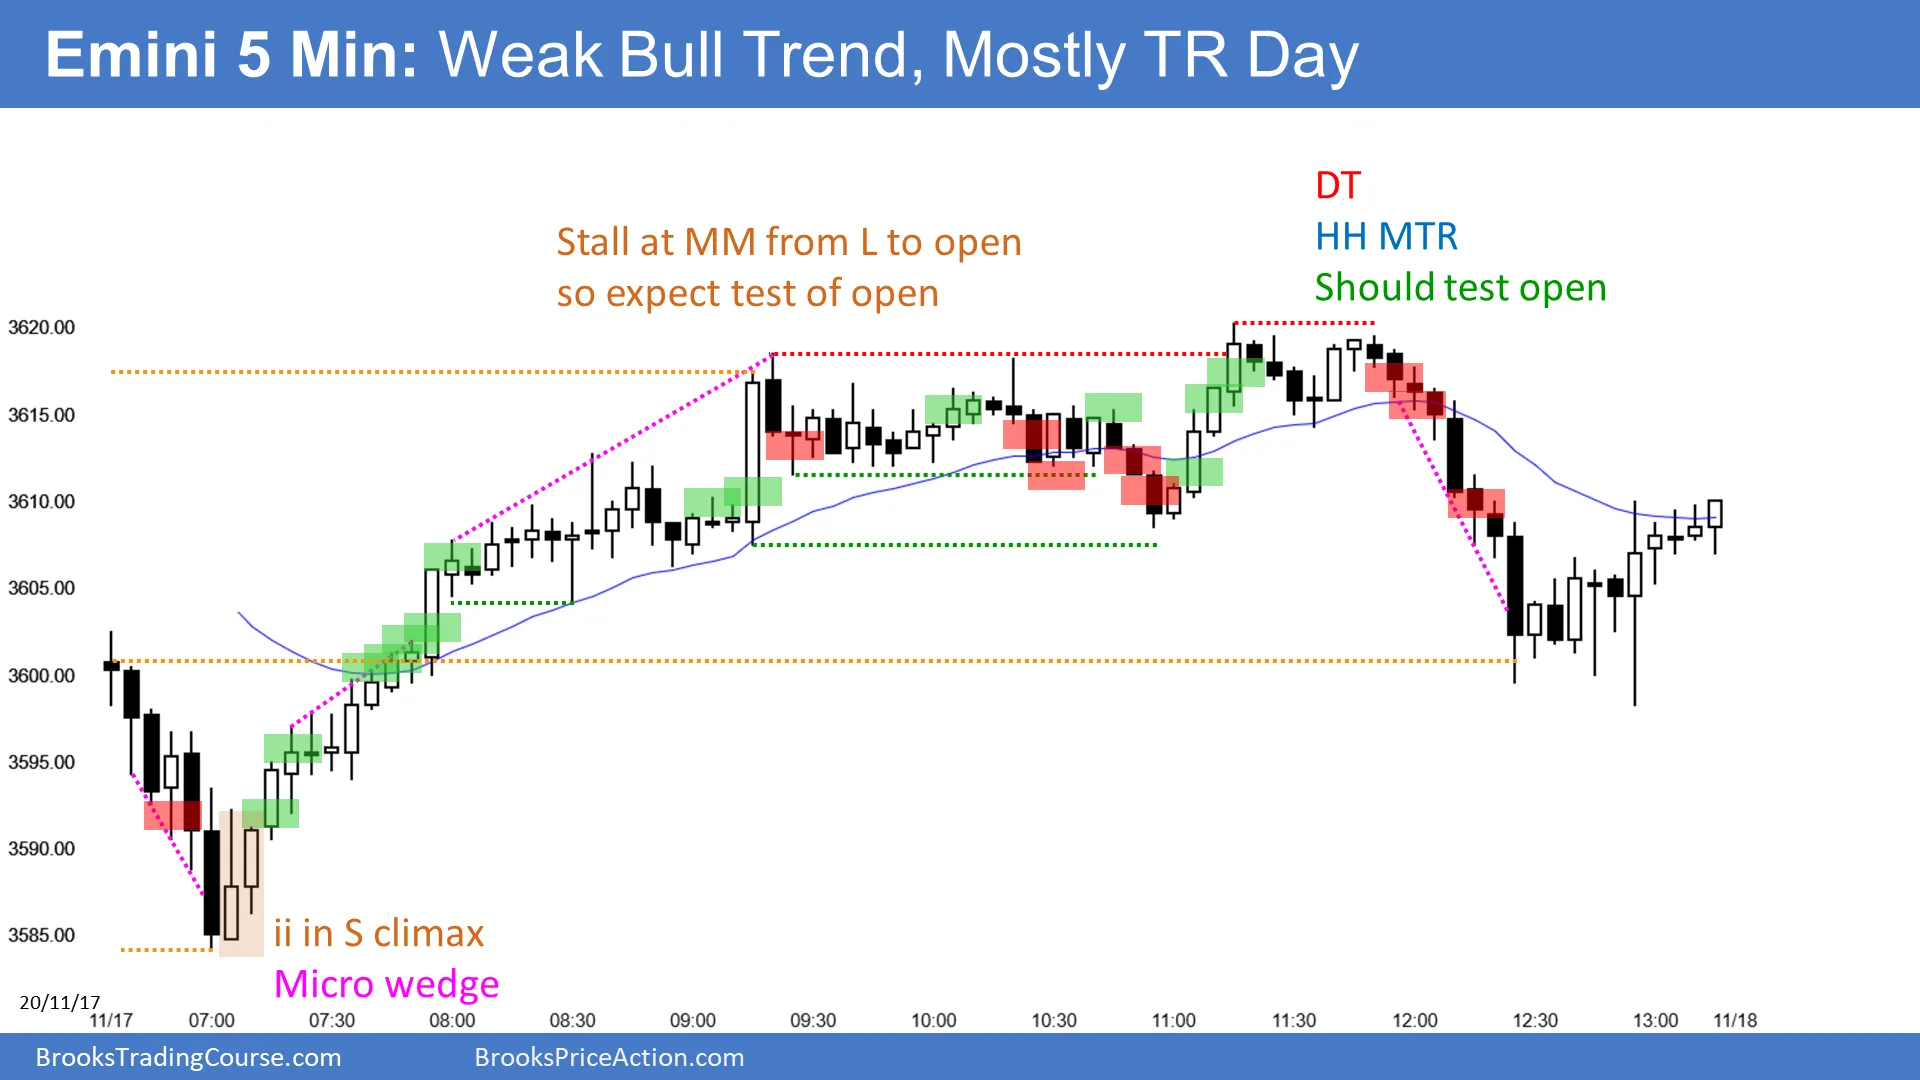 Emini 5 Min: Weak Bull Trend, Mostly TR Day
DT
HH MTR
Should test open
Stall at MM from L to open
so expect test of open
3620.00
3615.00
3610.00
3605.00
3600.00
3595.00
3590.00
3585.00
ii in S climax
Micro wedge
20/11/17
11/17 07:00 07:30 08:00 08:30 09:00 09:30 10:00 10:30 11:00 11:30 12:00 12:30 13:00 11/18
BrooksTradingCourse.com BrooksPriceAction.com